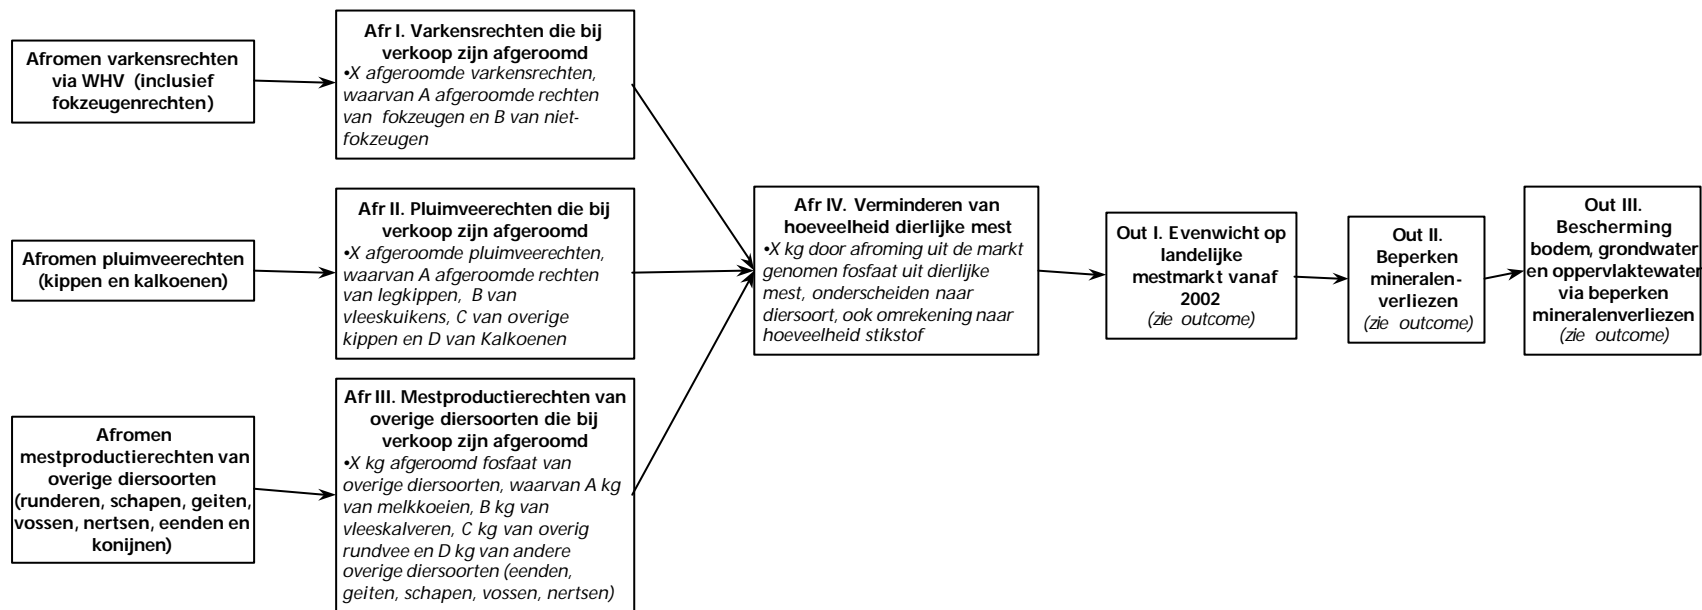 Afromen varkensrechten
via WHV (inclusief
fokzeugenrechten)
Afr I. Varkensrechten die bij
verkoop zijn afgeroomd
•X afgeroomde varkensrechten,
waarvan A afgeroomde rechten
van fokzeugen en B van niet-
fokzeugen
Afromen pluimveerechten
(kippen en kalkoenen)
Afr II. Pluimveerechten die bij
verkoop zijn afgeroomd
•X afgeroomde pluimveerechten,
waarvan A afgeroomde rechten
van legkippen, B van
vleeskuikens, C van overige
kippen en D van Kalkoenen
Afromen
mestproductierechten van
overige diersoorten
(runderen, schapen, geiten,
vossen, nertsen, eenden en
konijnen)
Afr III. Mestproductierechten van
overige diersoorten die bij
verkoop zijn afgeroomd
•X kg afgeroomd fosfaat van
overige diersoorten, waarvan A kg
van melkkoeien, B kg van
vleeskalveren, C kg van overig
rundvee en D kg van andere
overige diersoorten (eenden,
geiten, schapen, vossen, nertsen)
Afr IV. Verminderen van
hoeveelheid dierlijke mest
•X kg door afroming uit de markt
genomen fosfaat uit dierlijke
mest, onderscheiden naar
diersoort, ook omrekening naar
hoeveelheid stikstof
Out I. Evenwicht op
landelijke
mestmarkt vanaf
2002
(zie outcome)
Out II.
Beperken
mineralen-
verliezen
(zie outcome)
Out III.
Bescherming
bodem, grondwater
en oppervlaktewater
via beperken
mineralenverliezen
(zie outcome)